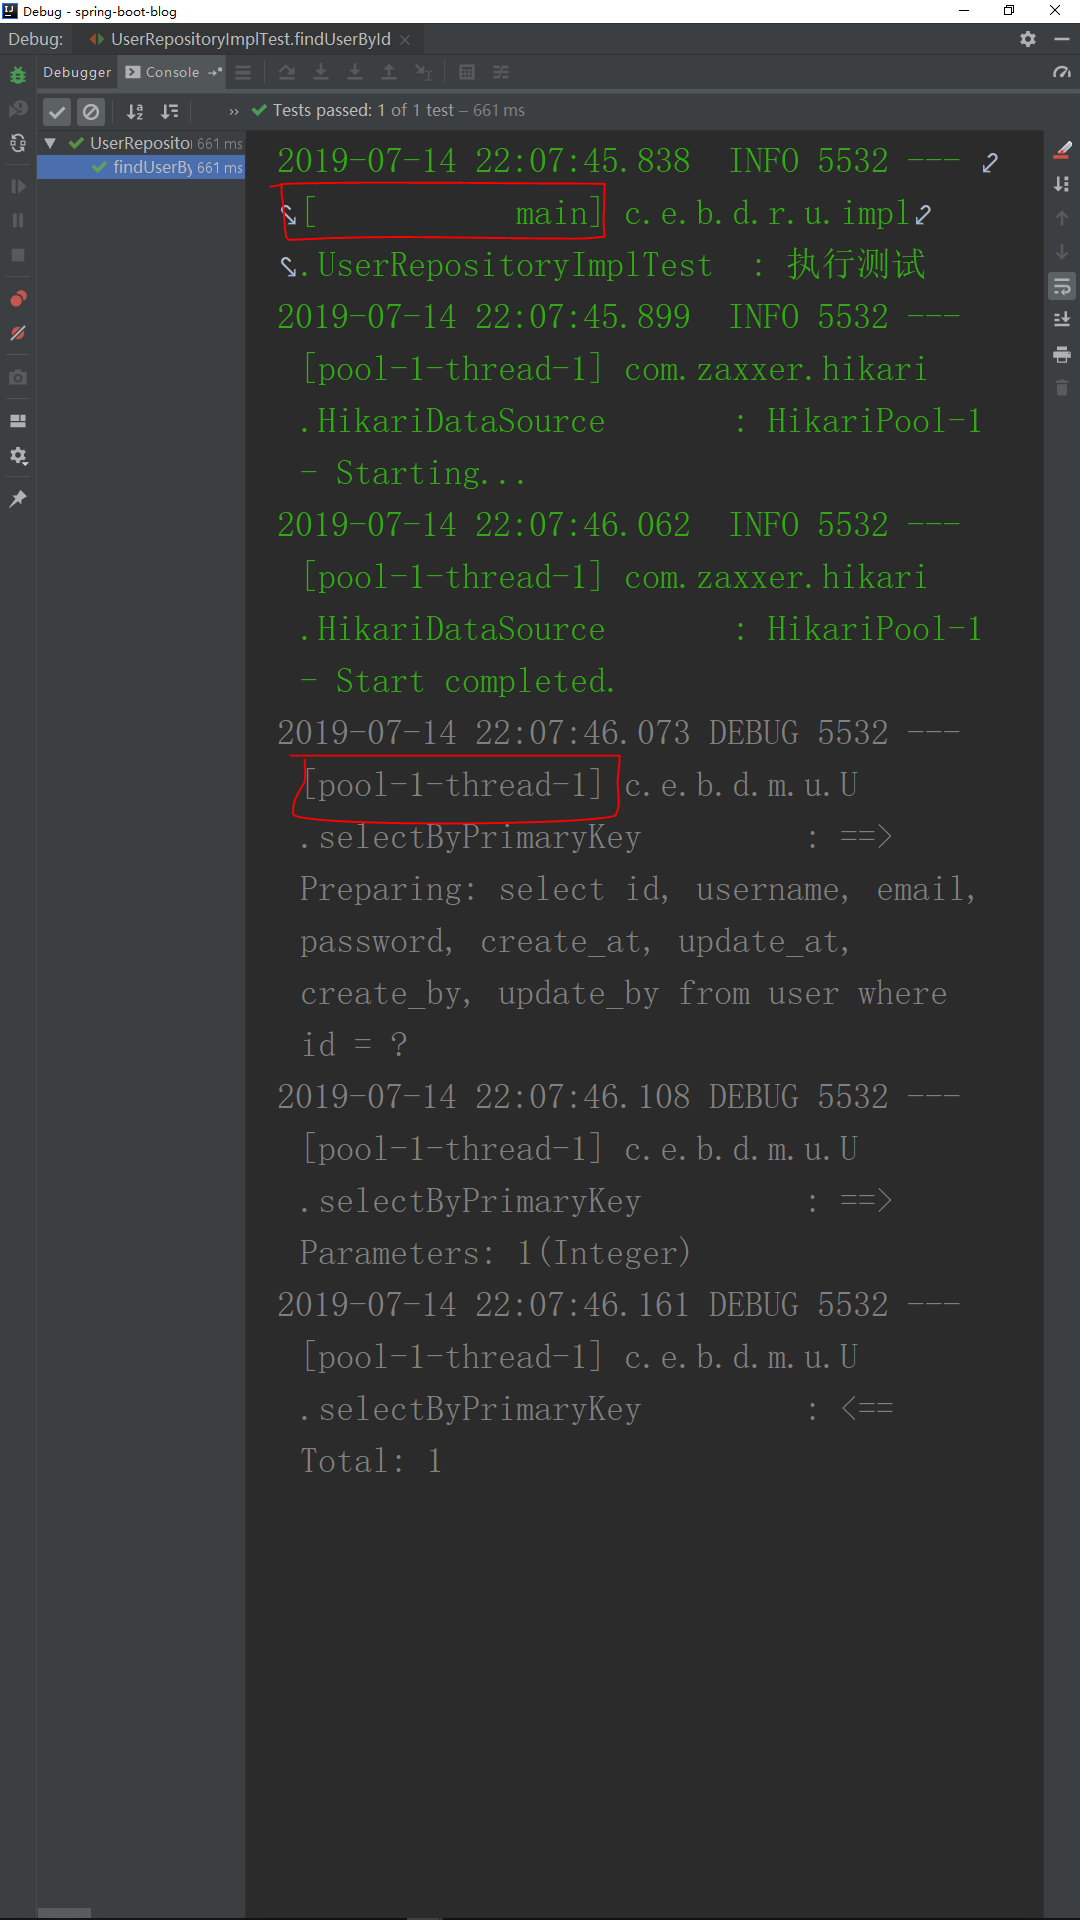 Debug - spring-boot-blog
Debug: UserRepositoryImplTest.findUserById
Debugger Console
Tests passed: 1 of 1 test – 661 ms
UserReposito 661 ms
findUserBy 661 ms
2019-07-14 22:07:45.838  INFO 5532 ---
[           main] c.e.b.d.r.u.impl
.UserRepositoryImplTest  : 执行测试
2019-07-14 22:07:45.899  INFO 5532 ---
[pool-1-thread-1] com.zaxxer.hikari
.HikariDataSource       : HikariPool-1
- Starting...
2019-07-14 22:07:46.062  INFO 5532 ---
[pool-1-thread-1] com.zaxxer.hikari
.HikariDataSource       : HikariPool-1
- Start completed.
2019-07-14 22:07:46.073 DEBUG 5532 ---
[pool-1-thread-1] c.e.b.d.m.u.U
.selectByPrimaryKey         : ==>
Preparing: select id, username, email,
password, create_at, update_at,
create_by, update_by from user where
id = ?
2019-07-14 22:07:46.108 DEBUG 5532 ---
[pool-1-thread-1] c.e.b.d.m.u.U
.selectByPrimaryKey         : ==>
Parameters: 1(Integer)
2019-07-14 22:07:46.161 DEBUG 5532 ---
[pool-1-thread-1] c.e.b.d.m.u.U
.selectByPrimaryKey         : <==
Total: 1